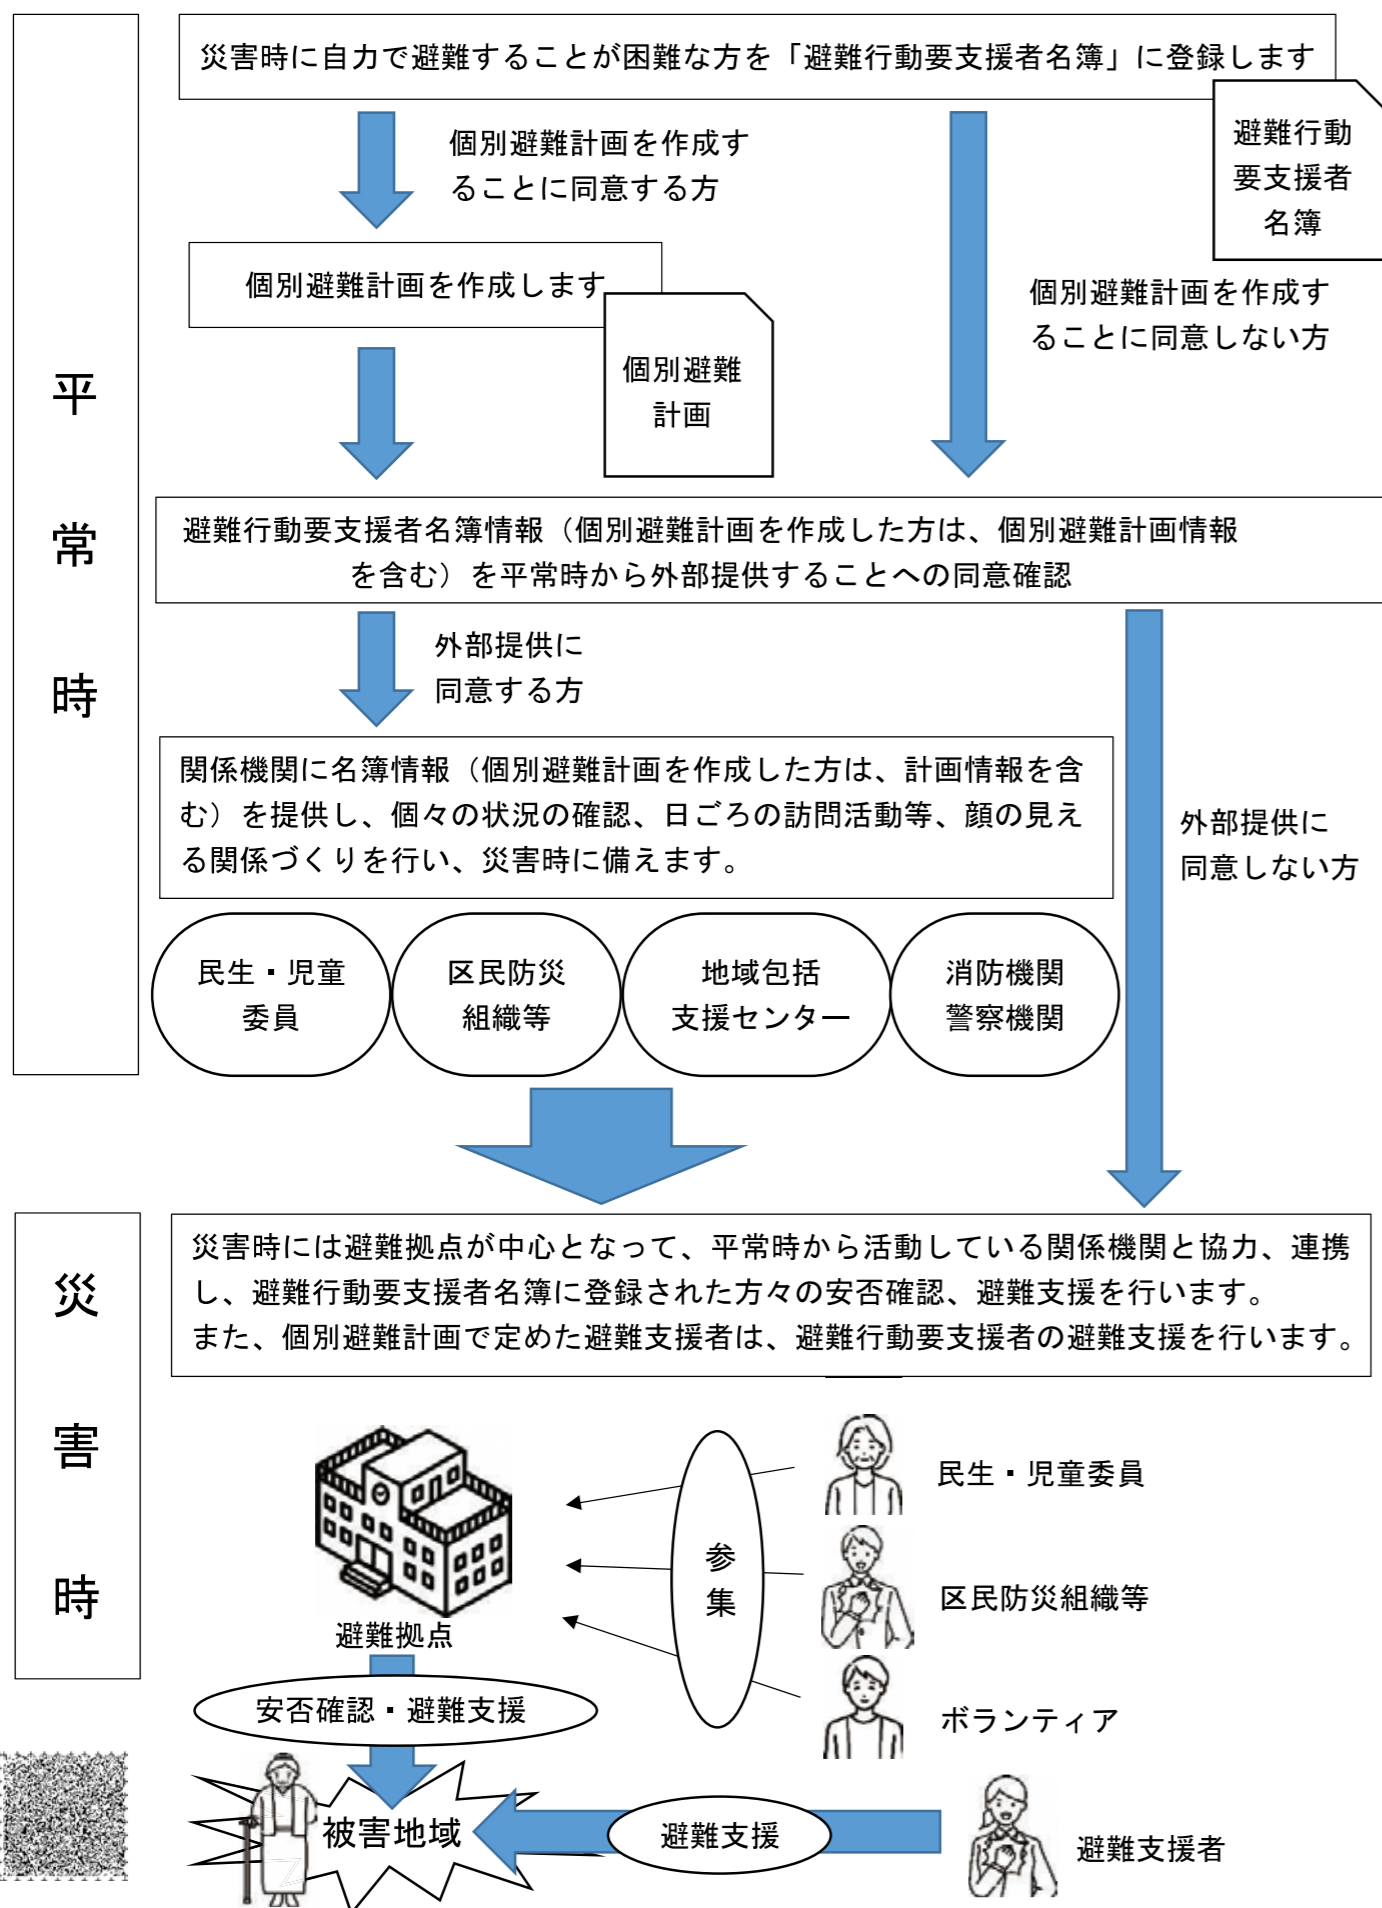 平常時
災害時に自力で避難することが困難な方を「避難行動要支援者名簿」に登録します
避難行動
要支援者
名簿
個別避難計画を作成す
ることに同意する方
個別避難計画を作成します
個別避難
計画
個別避難計画を作成す
ることに同意しない方
避難行動要支援者名簿情報（個別避難計画を作成した方は、個別避難計画情報
を含む）を平常時から外部提供することへの同意確認
外部提供に
同意する方
関係機関に名簿情報（個別避難計画を作成した方は、計画情報を含
む）を提供し、個々の状況の確認、日ごろの訪問活動等、顔の見え
る関係づくりを行い、災害時に備えます。
外部提供に
同意しない方
民生・児童
委員
区民防災
組織等
地域包括
支援センター
消防機関
警察機関
災害時
災害時には避難拠点が中心となって、平常時から活動している関係機関と協力、連携
し、避難行動要支援者名簿に登録された方々の安否確認、避難支援を行います。
また、個別避難計画で定めた避難支援者は、避難行動要支援者の避難支援を行います。
民生・児童委員
参集
区民防災組織等
避難拠点
ボランティア
安否確認・避難支援
被害地域
避難支援
避難支援者